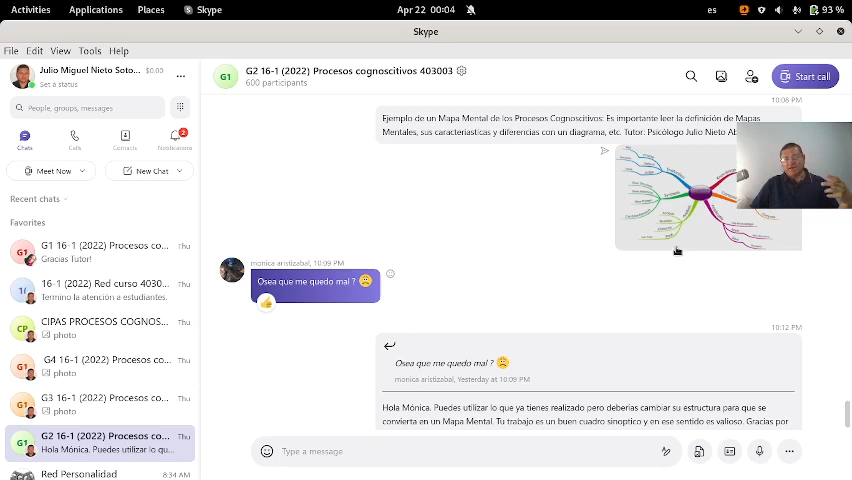 Activities Applications Places Skype Apr 22 00:04 es 93 %
Skype
File Edit View Tools Help
Julio Miguel Nieto Soto... $0.00
Set a status
People, groups, messages
Chats Calls Contacts Notifications 2
Meet Now New Chat
Recent chats
Favorites
G1 G1 16-1 (2022) Procesos co... Thu
Gracias Tutor!
1( 16-1 (2022) Red curso 4030... Thu
Termino la atención a estudiantes.
CP CIPAS PROCESOS COGNOS... Thu
photo
G1 G4 16-1 (2022) Procesos co... Thu
photo
G1 G3 16-1 (2022) Procesos co... Thu
photo
G1 G2 16-1 (2022) Procesos co... Thu
Hola Mónica. Puedes utilizar lo qu...
Red Personalidad 8:34 AM
G1 G2 16-1 (2022) Procesos cognoscitivos 403003
600 participants
Start call
10:08 PM
Ejemplo de un Mapa Mental de los Procesos Cognoscitivos: Es importante leer la definición de Mapas
Mentales, sus caracteriasticas y diferencias con un diagrama, etc. Tutor: Psicólogo Julio Nieto
monica aristizabal, 10:09 PM
Osea que me quedo mal ?
10:12 PM
Osea que me quedo mal ?
monica aristizabal, Yesterday at 10:09 PM
Hola Mónica. Puedes utilizar lo que ya tienes realizado pero deberias cambiar su estructura para que se
convierta en un Mapa Mental. Tu trabajo es un buen cuadro sinoptico y en ese sentido es valioso. Gracias por
Type a message